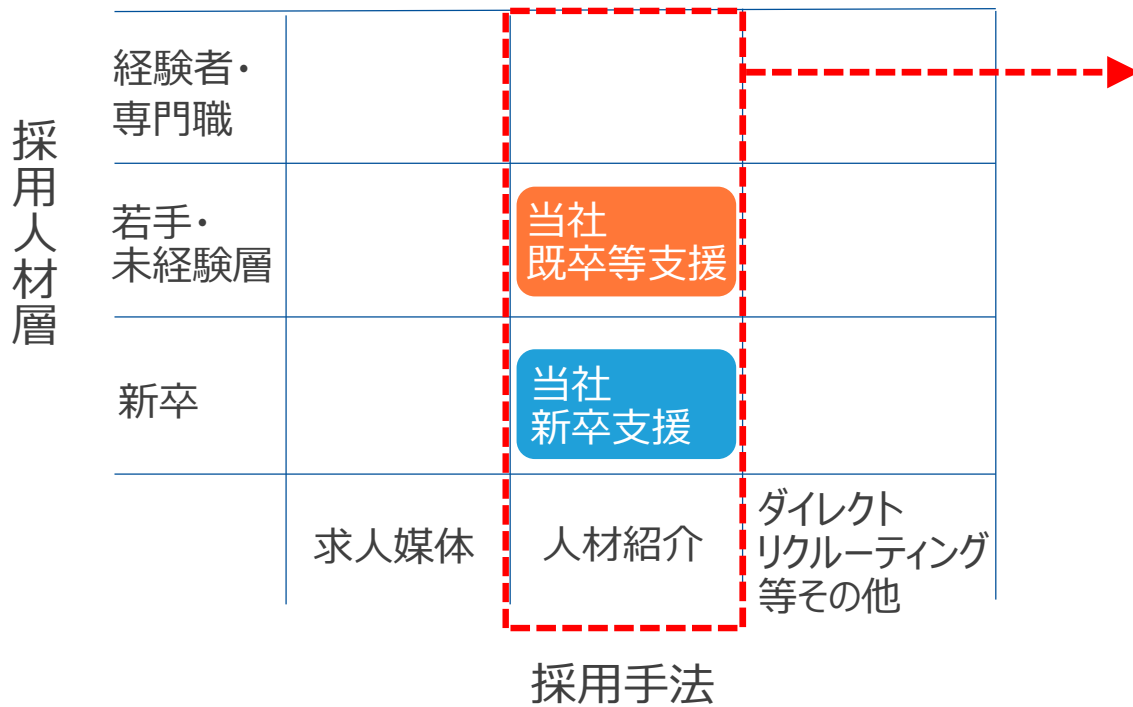 採用人材層
経験者・
専門職
若手・
未経験層
当社
既卒等支援
新卒
当社
新卒支援
求人媒体
人材紹介
ダイレクト
リクルーティング
等その他
採用手法